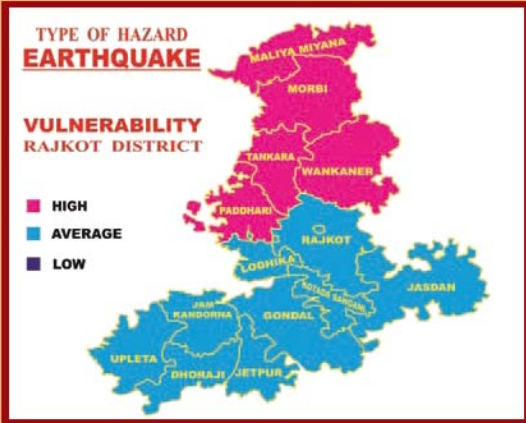 TYPE OF HAZARD
EARTHQUAKE
VULNERABILITY
RAJKOT DISTRICT
HIGH
AVERAGE
LOW
MALIYA MIYANA
MORBI
TANKARA
WANKANER
PADDHARI
RAJKOT
LODHIKA
KOTADA SANGANI
JASDAN
JAM
KANDORNA
GONDAL
UPLETA
DHORAJI
JETPUR